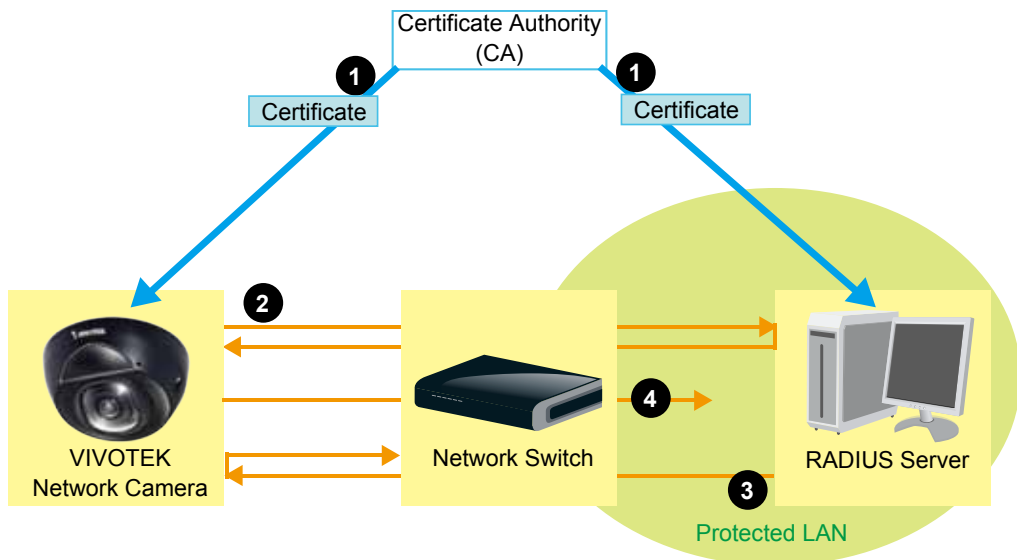 Certificate Authority
(CA)
1
1
Certificate
Certificate
2
4
VIVOTEK
Network Camera
Network Switch
RADIUS Server
3
Protected LAN